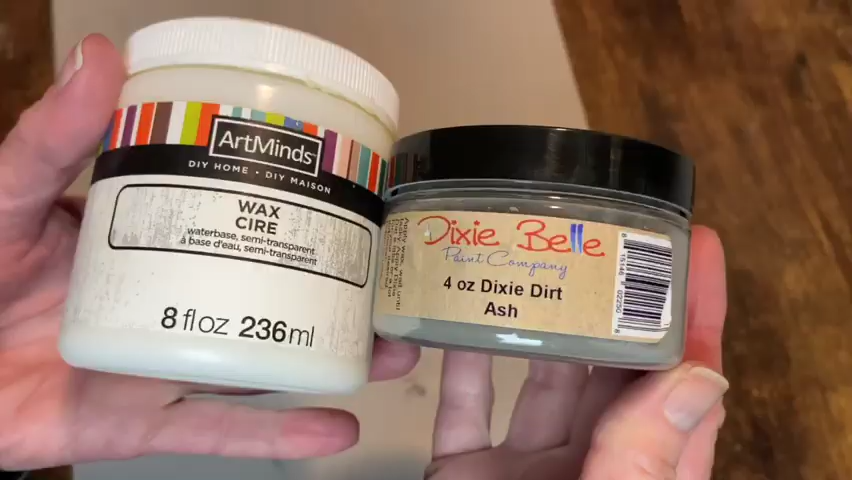 ArtMinds
DIY HOME • DIY MAISON
WAX
CIRE
waterbase, semi-transparent
à base d'eau, semi-transparent
8 fl oz 236 ml
Dixie Belle
Paint Company
4 oz Dixie Dirt
Ash